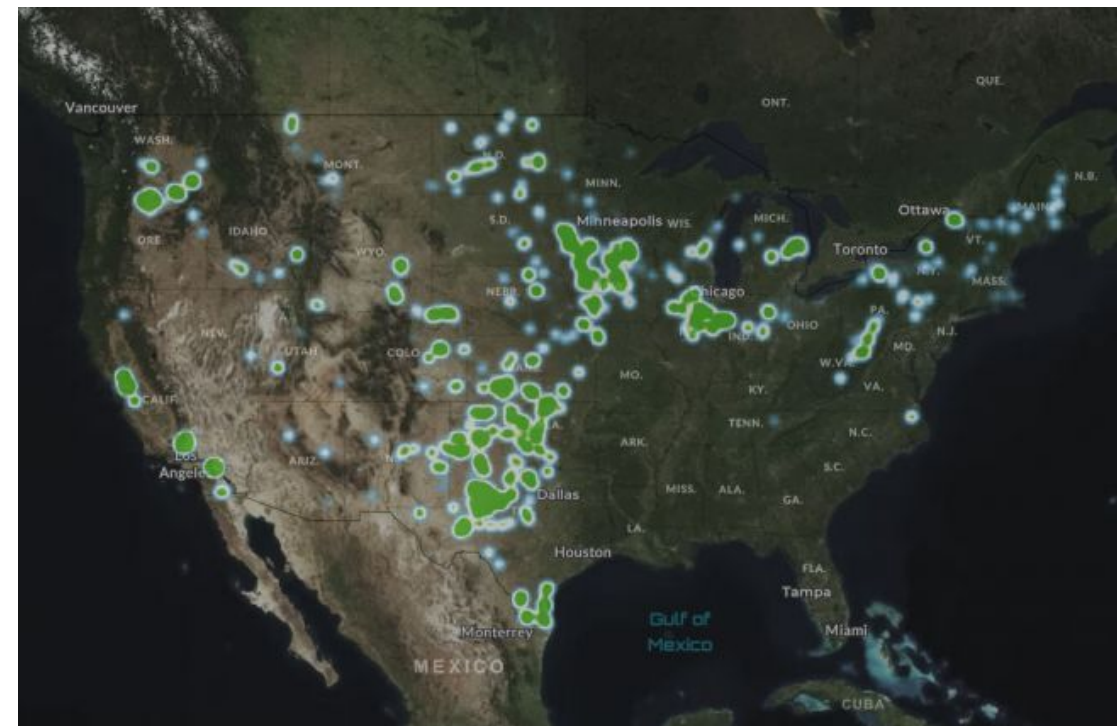 QUE.
ONT.
Vancouver
WASH.
MONT.
N.D.
MINN.
N.B.
MAINE
Ottawa
S.D.
Minneapolis
WIS.
MICH.
ORE
IDAHO
WYO.
Toronto
VT.
N.Y.
MASS.
NEBR.
Chicago
NEV.
UTAH
COLO.
IND.
OHIO
PA.
N.J.
MD.
W.VA.
VA.
KANS.
MO.
KY.
CALIF.
TENN.
N.C.
Los
Angeles
ARIZ.
ARK.
S.C.
Dallas
MISS.
ALA.
GA.
LA.
Houston
FLA.
Tampa
Gulf of
Mexico
Miami
Monterrey
MEXICO
CUBA